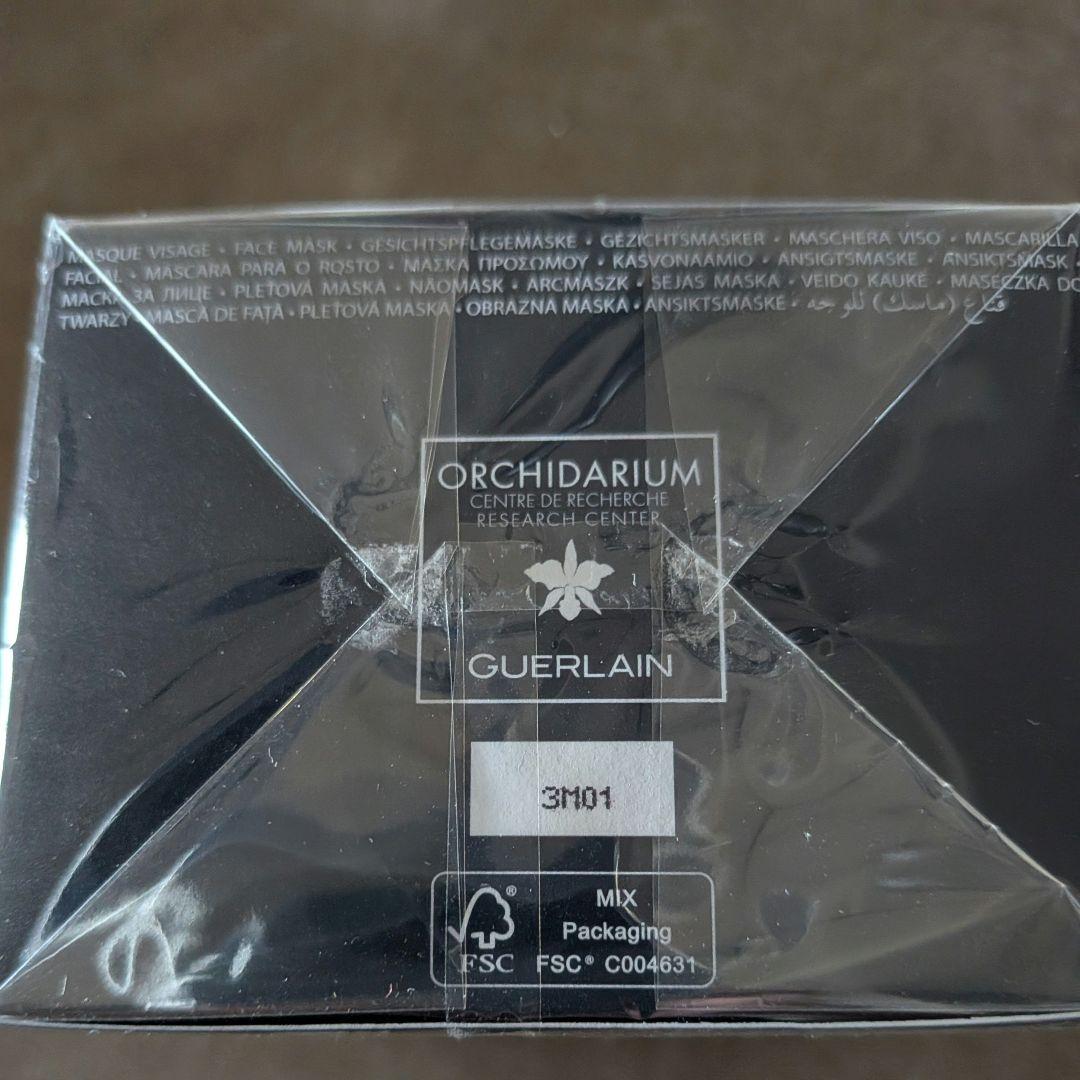 MASQUE VISAGE • FACE MASK • GESICHTSPFLEGEMASKE • GEZICHTSMASKER • MASCHERA VISO • MASCARILLA
FACIAL • MÁSCARA PARA O ROSTO • ΜΑΣΚΑ ΠΡΟΣΩΜΟΥ • KASVONAAMIO • ANSIGTSMASKE • ANSIKTSMASK •
МАСКА ЗА ЛИЦЕ • PLEŤOVÁ MASKA • NÄOMASK • ARCMASZK • SEJAS MASKA • VEIDO KAUKĖ • MASECZKA DO
TWARZY • MASCĂ DE FAȚĂ • PLEŤOVÁ MASKA • OBRAZNA MASKA • ANSIKTSMASKE • قناع (ماسك) للوجه
ORCHIDARIUM
CENTRE DE RECHERCHE
RESEARCH CENTER
GUERLAIN
3M01
MIX
Packaging
FSC® C004631
FSC